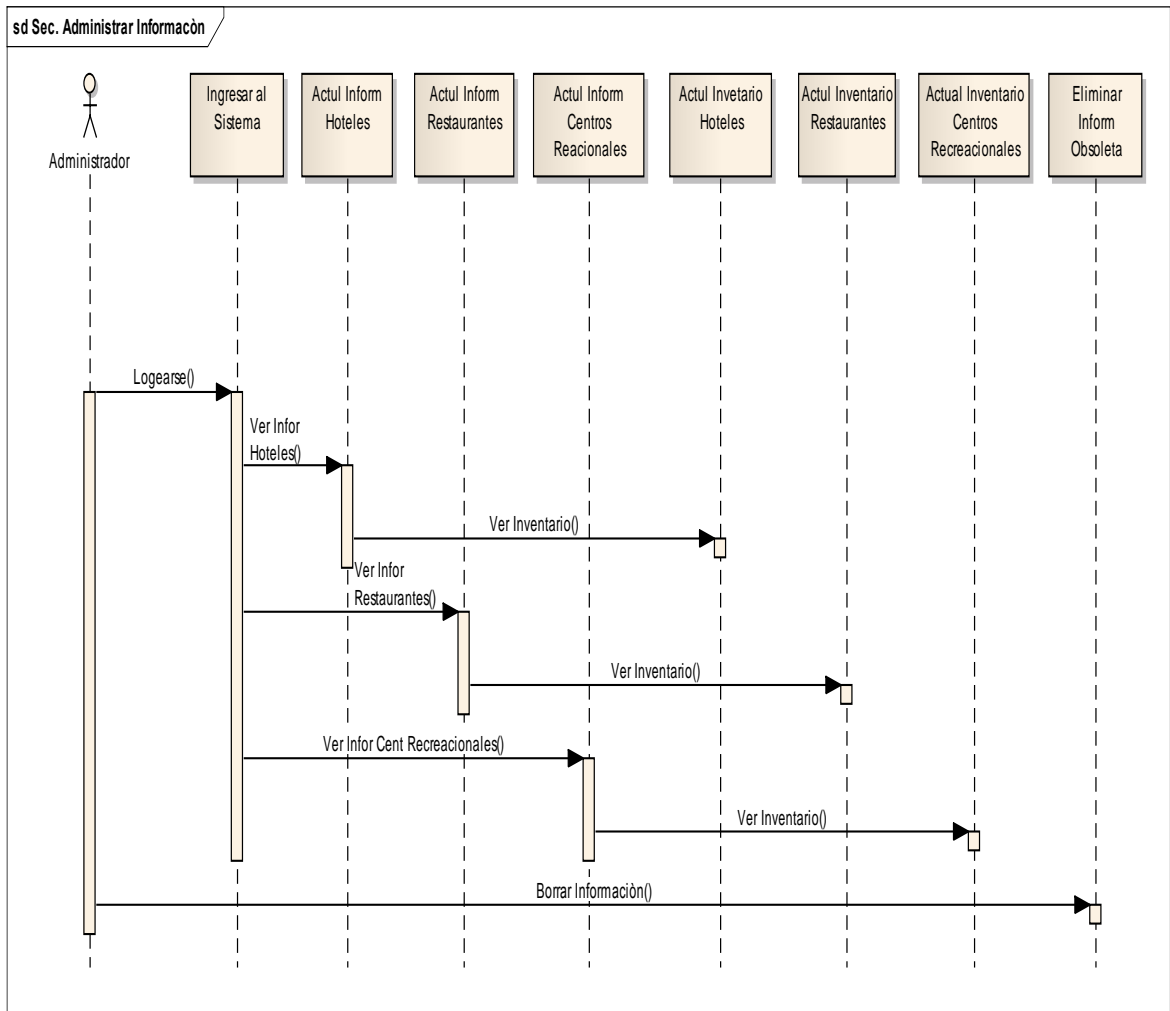 sd Sec. Administrar Informacòn
Administrador
Ingresar al
Sistema
Actul Inform
Hoteles
Actul Inform
Restaurantes
Actul Inform
Centros
Reacionales
Actul Invetario
Hoteles
Actul Inventario
Restaurantes
Actual Inventario
Centros
Recreacionales
Eliminar
Inform
Obsoleta
Logearse()
Ver Infor
Hoteles()
Ver Inventario()
Ver Infor
Restaurantes()
Ver Inventario()
Ver Infor Cent Recreacionales()
Ver Inventario()
Borrar Informaciòn()